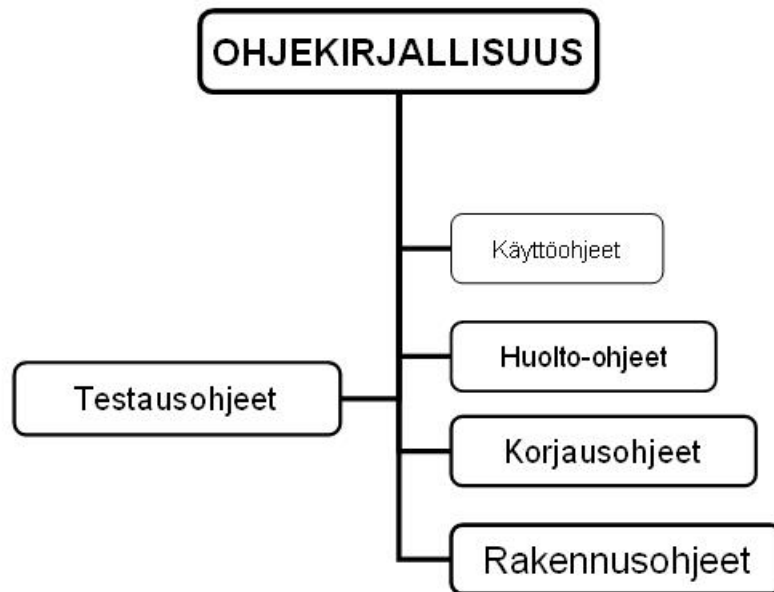 OHJEKIRJALLISUUS
Käyttöohjeet
Huolto-ohjeet
Testausohjeet
Korjausohjeet
Rakennusohjeet